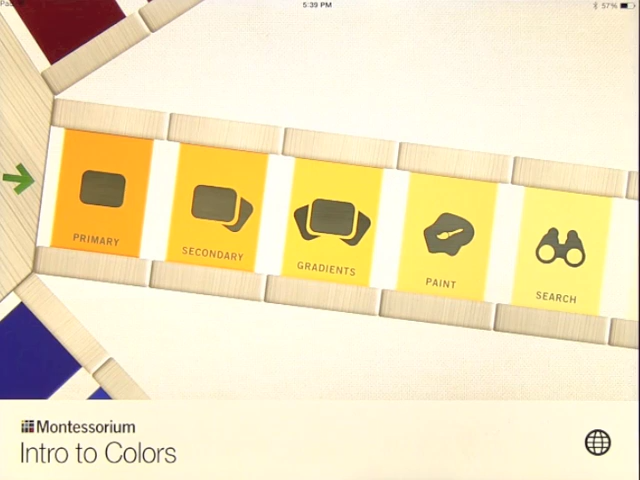 5:39 PM
57%
PRIMARY
SECONDARY
GRADIENTS
PAINT
SEARCH
Montessorium
Intro to Colors